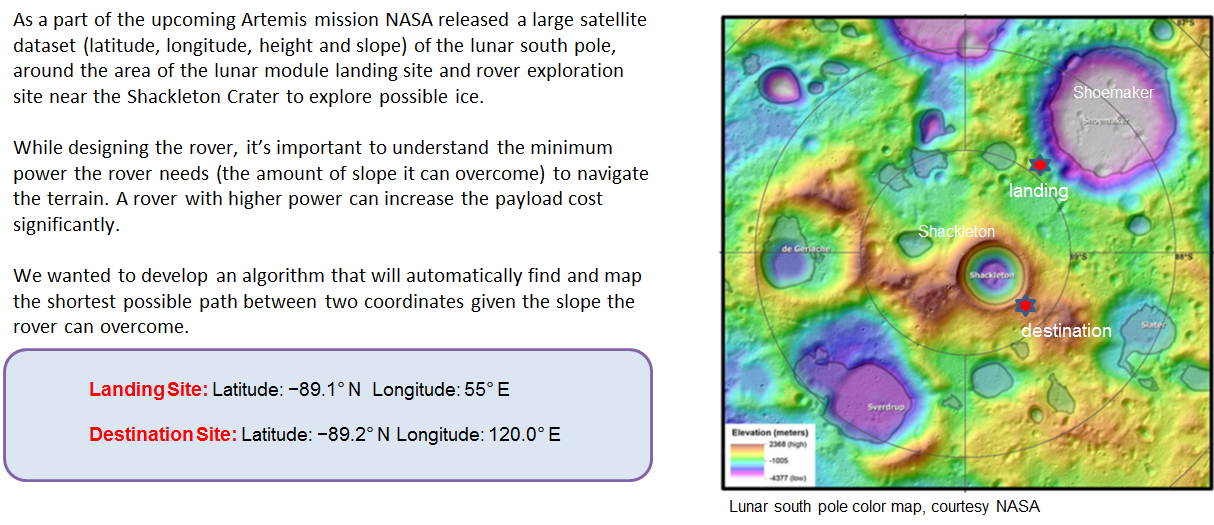 As a part of the upcoming Artemis mission NASA released a large satellite
dataset (latitude, longitude, height and slope) of the lunar south pole,
around the area of the lunar module landing site and rover exploration
site near the Shackleton Crater to explore possible ice.
While designing the rover, it's important to understand the minimum
power the rover needs (the amount of slope it can overcome) to navigate
the terrain. A rover with higher power can increase the payload cost
significantly.
We wanted to develop an algorithm that will automatically find and map
the shortest possible path between two coordinates given the slope the
rover can overcome.
Landing Site: Latitude: −89.1° N Longitude: 55° E
Destination Site: Latitude: −89.2° N Longitude: 120.0° E
87°S
Shoemaker
Shoemaker
landing
Shackleton
de Gerlache
89°S
88°S
Shackleton
destination
Slater
Sverdrup
Elevation (meters)
2368 (high)
-1005
-4377 (low)
Lunar south pole color map, courtesy NASA